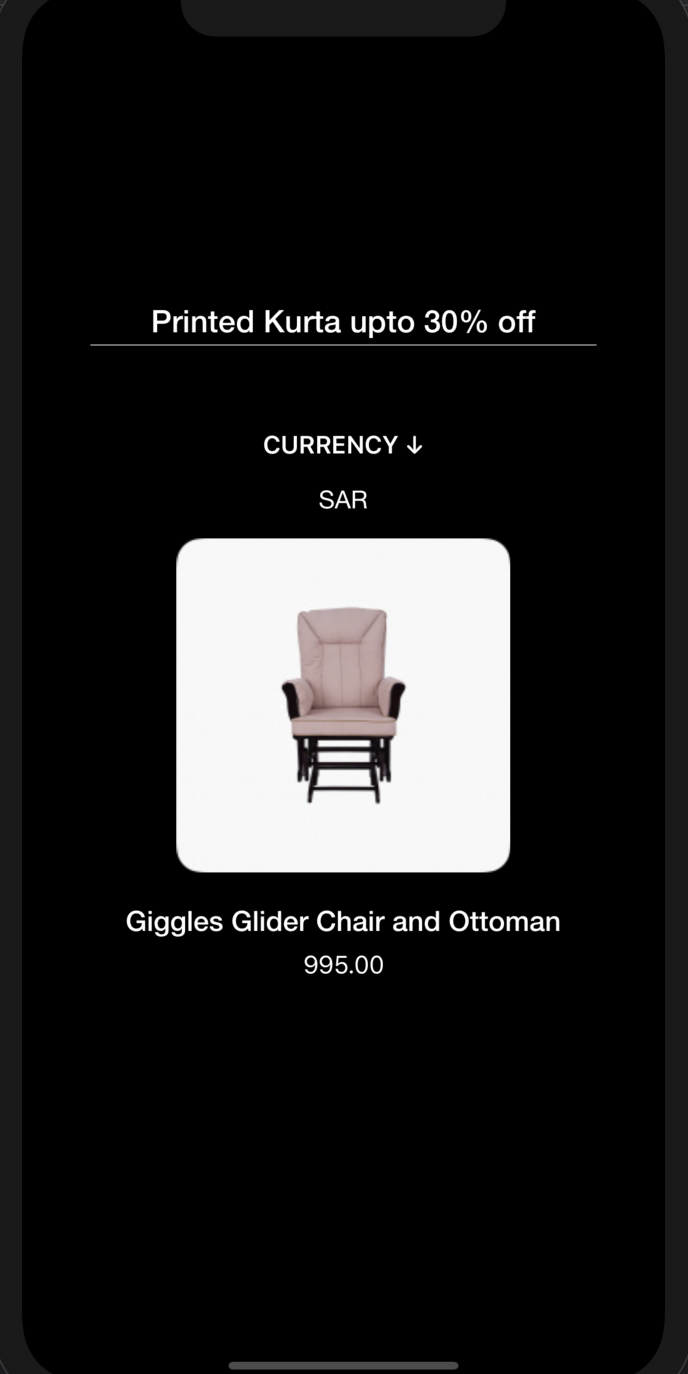 Printed Kurta upto 30% off
CURRENCY ↓
SAR
Giggles Glider Chair and Ottoman
995.00